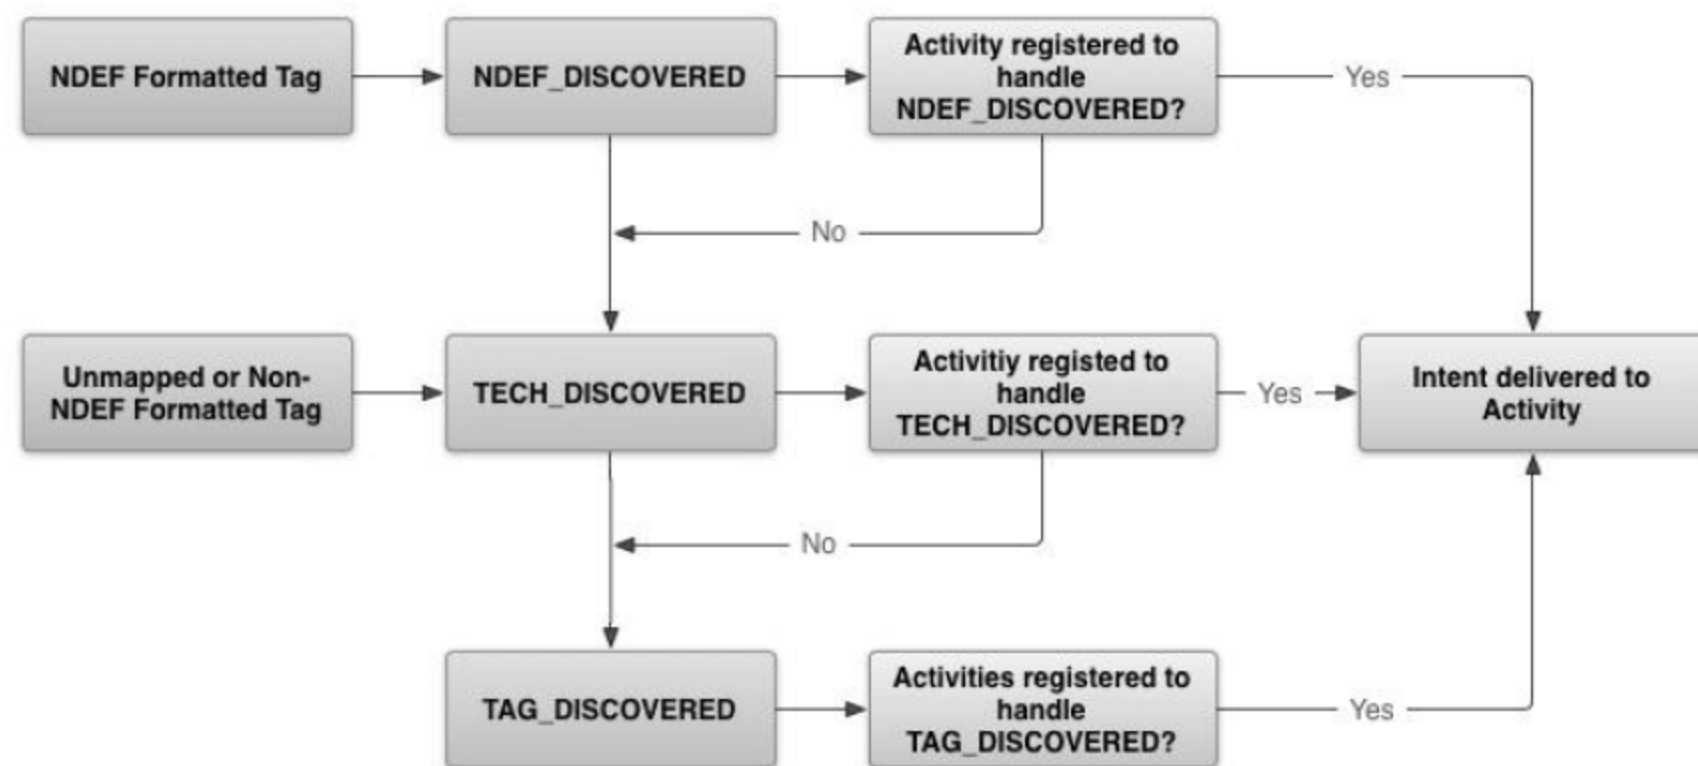 NDEF Formatted Tag
NDEF_DISCOVERED
Activity registered to
handle
NDEF_DISCOVERED?
Yes
No
Unmapped or Non-
NDEF Formatted Tag
TECH_DISCOVERED
Activitiy registed to
handle
TECH_DISCOVERED?
Yes
Intent delivered to
Activity
No
TAG_DISCOVERED
Activities registered to
handle
TAG_DISCOVERED?
Yes